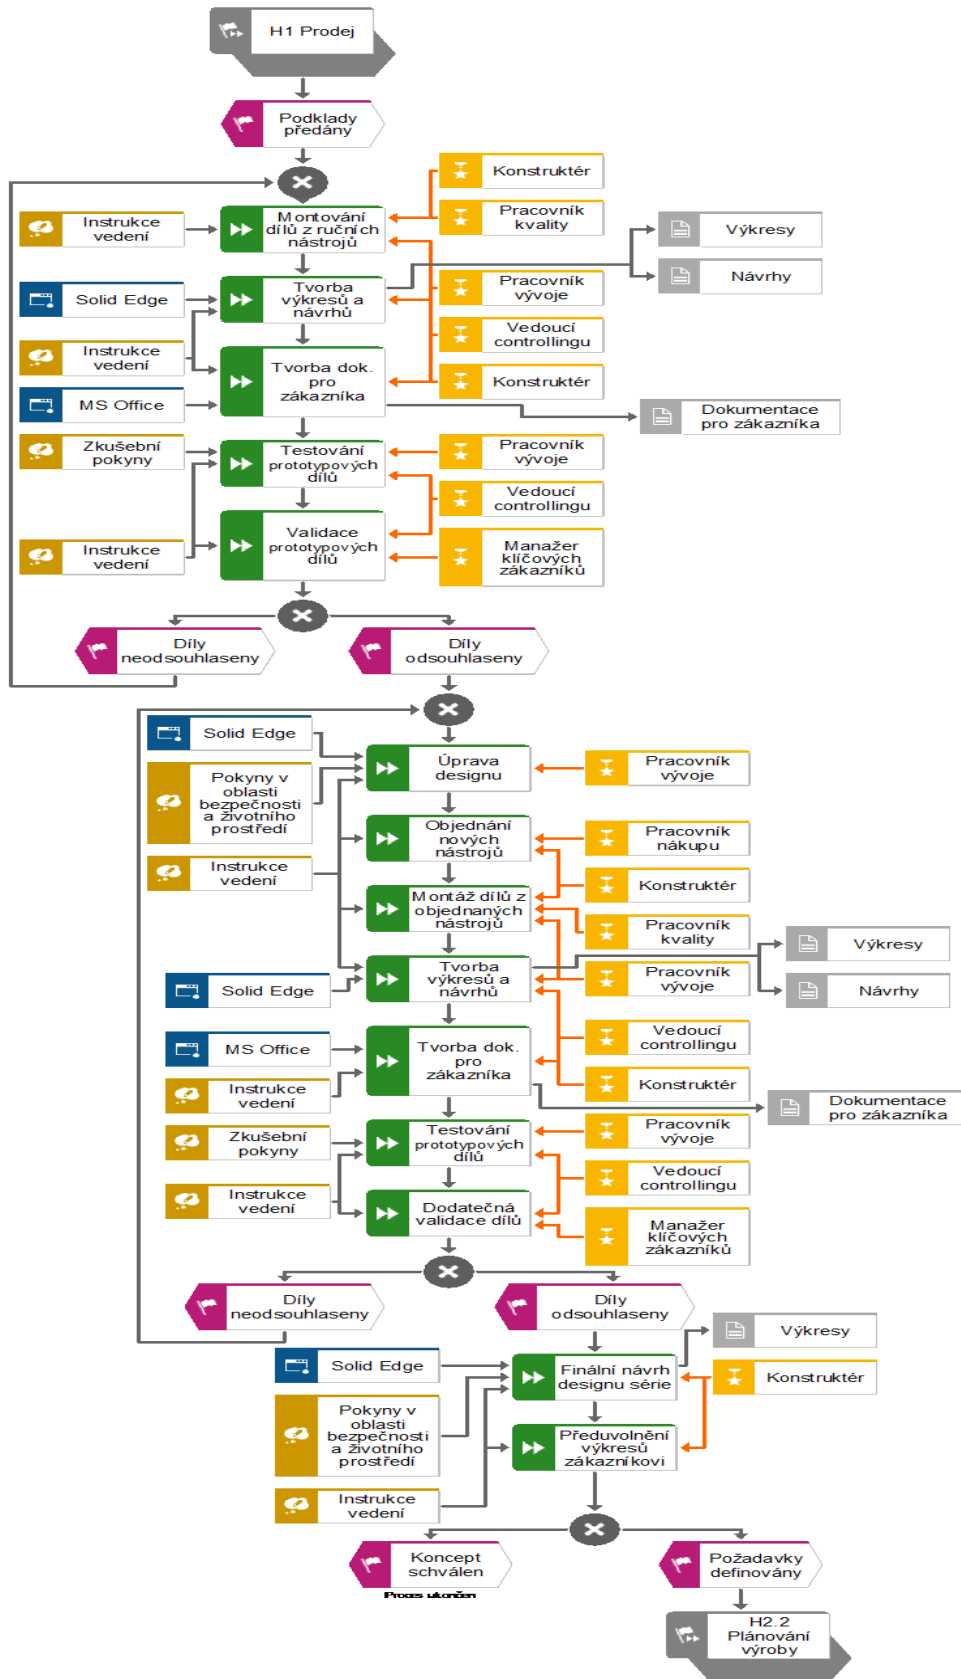 H1 Prodej
Podklady
předány
Konstruktér
Instrukce
vedení
Montování
dílů z ručních
nástrojů
Pracovník
kvality
Výkresy
Návrhy
Solid Edge
Tvorba
výkresů a
návrhů
Pracovník
vývoje
Vedoucí
controllingu
Instrukce
vedení
Tvorba dok.
pro
zákazníka
Konstruktér
MS Office
Dokumentace
pro zákazníka
Zkušební
pokyny
Testování
prototypových
dílů
Pracovník
vývoje
Vedoucí
controllingu
Instrukce
vedení
Validace
prototypových
dílů
Manažer
klíčových
zákazníků
Díly
neodsouhlaseny
Díly
odsouhlaseny
Solid Edge
Úprava
designu
Pracovník
vývoje
Pokyny v
oblasti
bezpečnosti
a životního
prostředí
Objednání
nových
nástrojů
Pracovník
nákupu
Instrukce
vedení
Konstruktér
Montáž dílů z
objednaných
nástrojů
Pracovník
kvality
Výkresy
Návrhy
Solid Edge
Tvorba
výkresů a
návrhů
Pracovník
vývoje
MS Office
Tvorba dok.
pro
zákazníka
Vedoucí
controllingu
Instrukce
vedení
Konstruktér
Dokumentace
pro zákazníka
Zkušební
pokyny
Testování
prototypových
dílů
Pracovník
vývoje
Vedoucí
controllingu
Instrukce
vedení
Dodatečná
validace dílů
Manažer
klíčových
zákazníků
Díly
neodsouhlaseny
Díly
odsouhlaseny
Výkresy
Solid Edge
Finální návrh
designu série
Konstruktér
Pokyny v
oblasti
bezpečnosti
a životního
prostředí
Předuvolnění
výkresů
zákazníkovi
Instrukce
vedení
Koncept
schválen
Proces ukončen
Požadavky
definovány
H2.2
Plánování
výroby